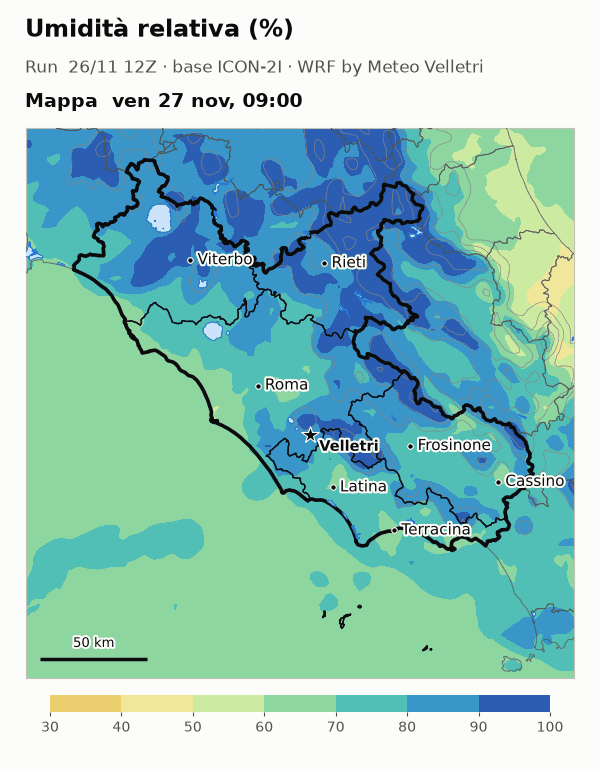 Umidità relativa (%)
Run  26/11 12Z · base ICON-2I · WRF by Meteo Velletri
Mappa  ven 27 nov, 09:00
Viterbo
Rieti
Roma
Velletri
Frosinone
Cassino
Latina
Terracina
50 km
30 40 50 60 70 80 90 100